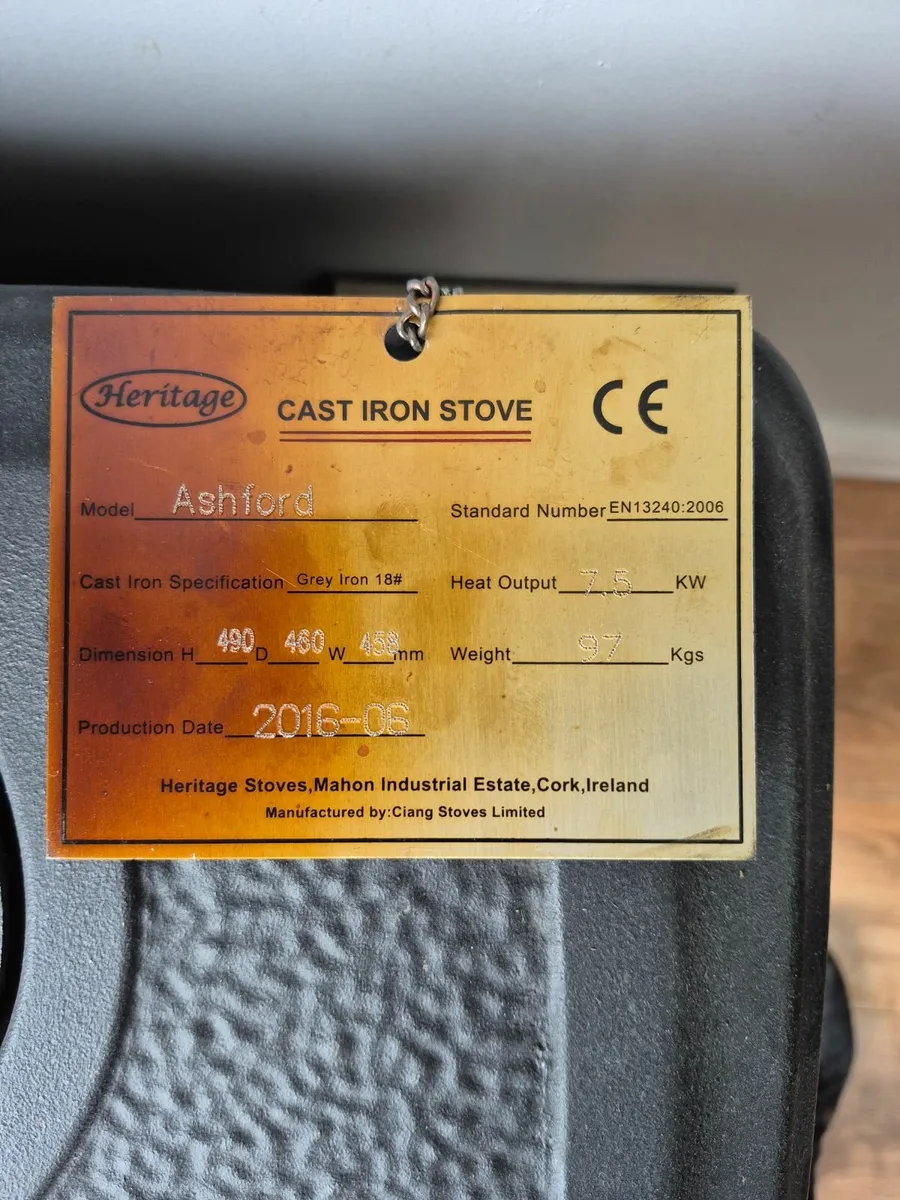 Heritage
CAST IRON STOVE
CE
Model Ashford
Standard Number EN13240:2006
Cast Iron Specification Grey Iron 18#
Heat Output 7.5 KW
Dimension H 490 D 460 W 458 mm
Weight 97 Kgs
Production Date 2016-06
Heritage Stoves,Mahon Industrial Estate,Cork,Ireland
Manufactured by:Ciang Stoves Limited